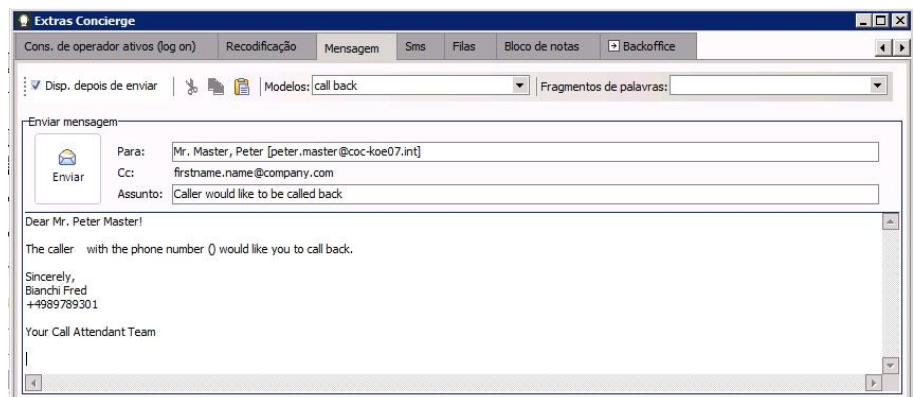 Extras Concierge
Cons. de operador ativos (log on) Recodificação Mensagem Sms Filas Bloco de notas Backoffice
Disp. depois de enviar Modelos: call back Fragmentos de palavras:
Enviar mensagem
Enviar
Para: Mr. Master, Peter [peter.master@coc-koe07.int]
Cc: firstname.name@company.com
Assunto: Caller would like to be called back
Dear Mr. Peter Master!
The caller with the phone number () would like you to call back.
Sincerely,
Bianchi Fred
+4989789301
Your Call Attendant Team